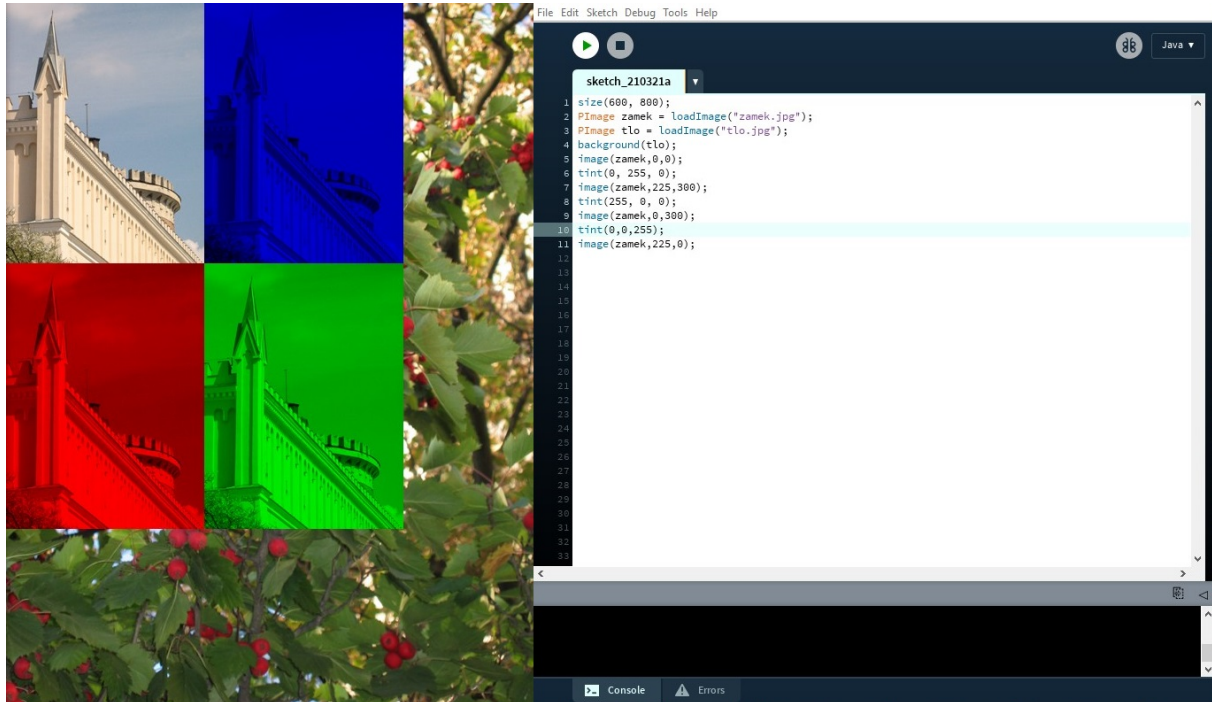 File Edit Sketch Debug Tools Help
Java ▾
sketch_210321a ▾
1 size(600, 800);
2 PImage zamek = loadImage("zamek.jpg");
3 PImage tlo = loadImage("tlo.jpg");
4 background(tlo);
5 image(zamek,0,0);
6 tint(0, 255, 0);
7 image(zamek,225,300);
8 tint(255, 0, 0);
9 image(zamek,0,300);
10 tint(0,0,255);
11 image(zamek,225,0);
12
13
14
15
16
17
18
19
20
21
22
23
24
25
26
27
28
29
30
31
32
33
Console Errors